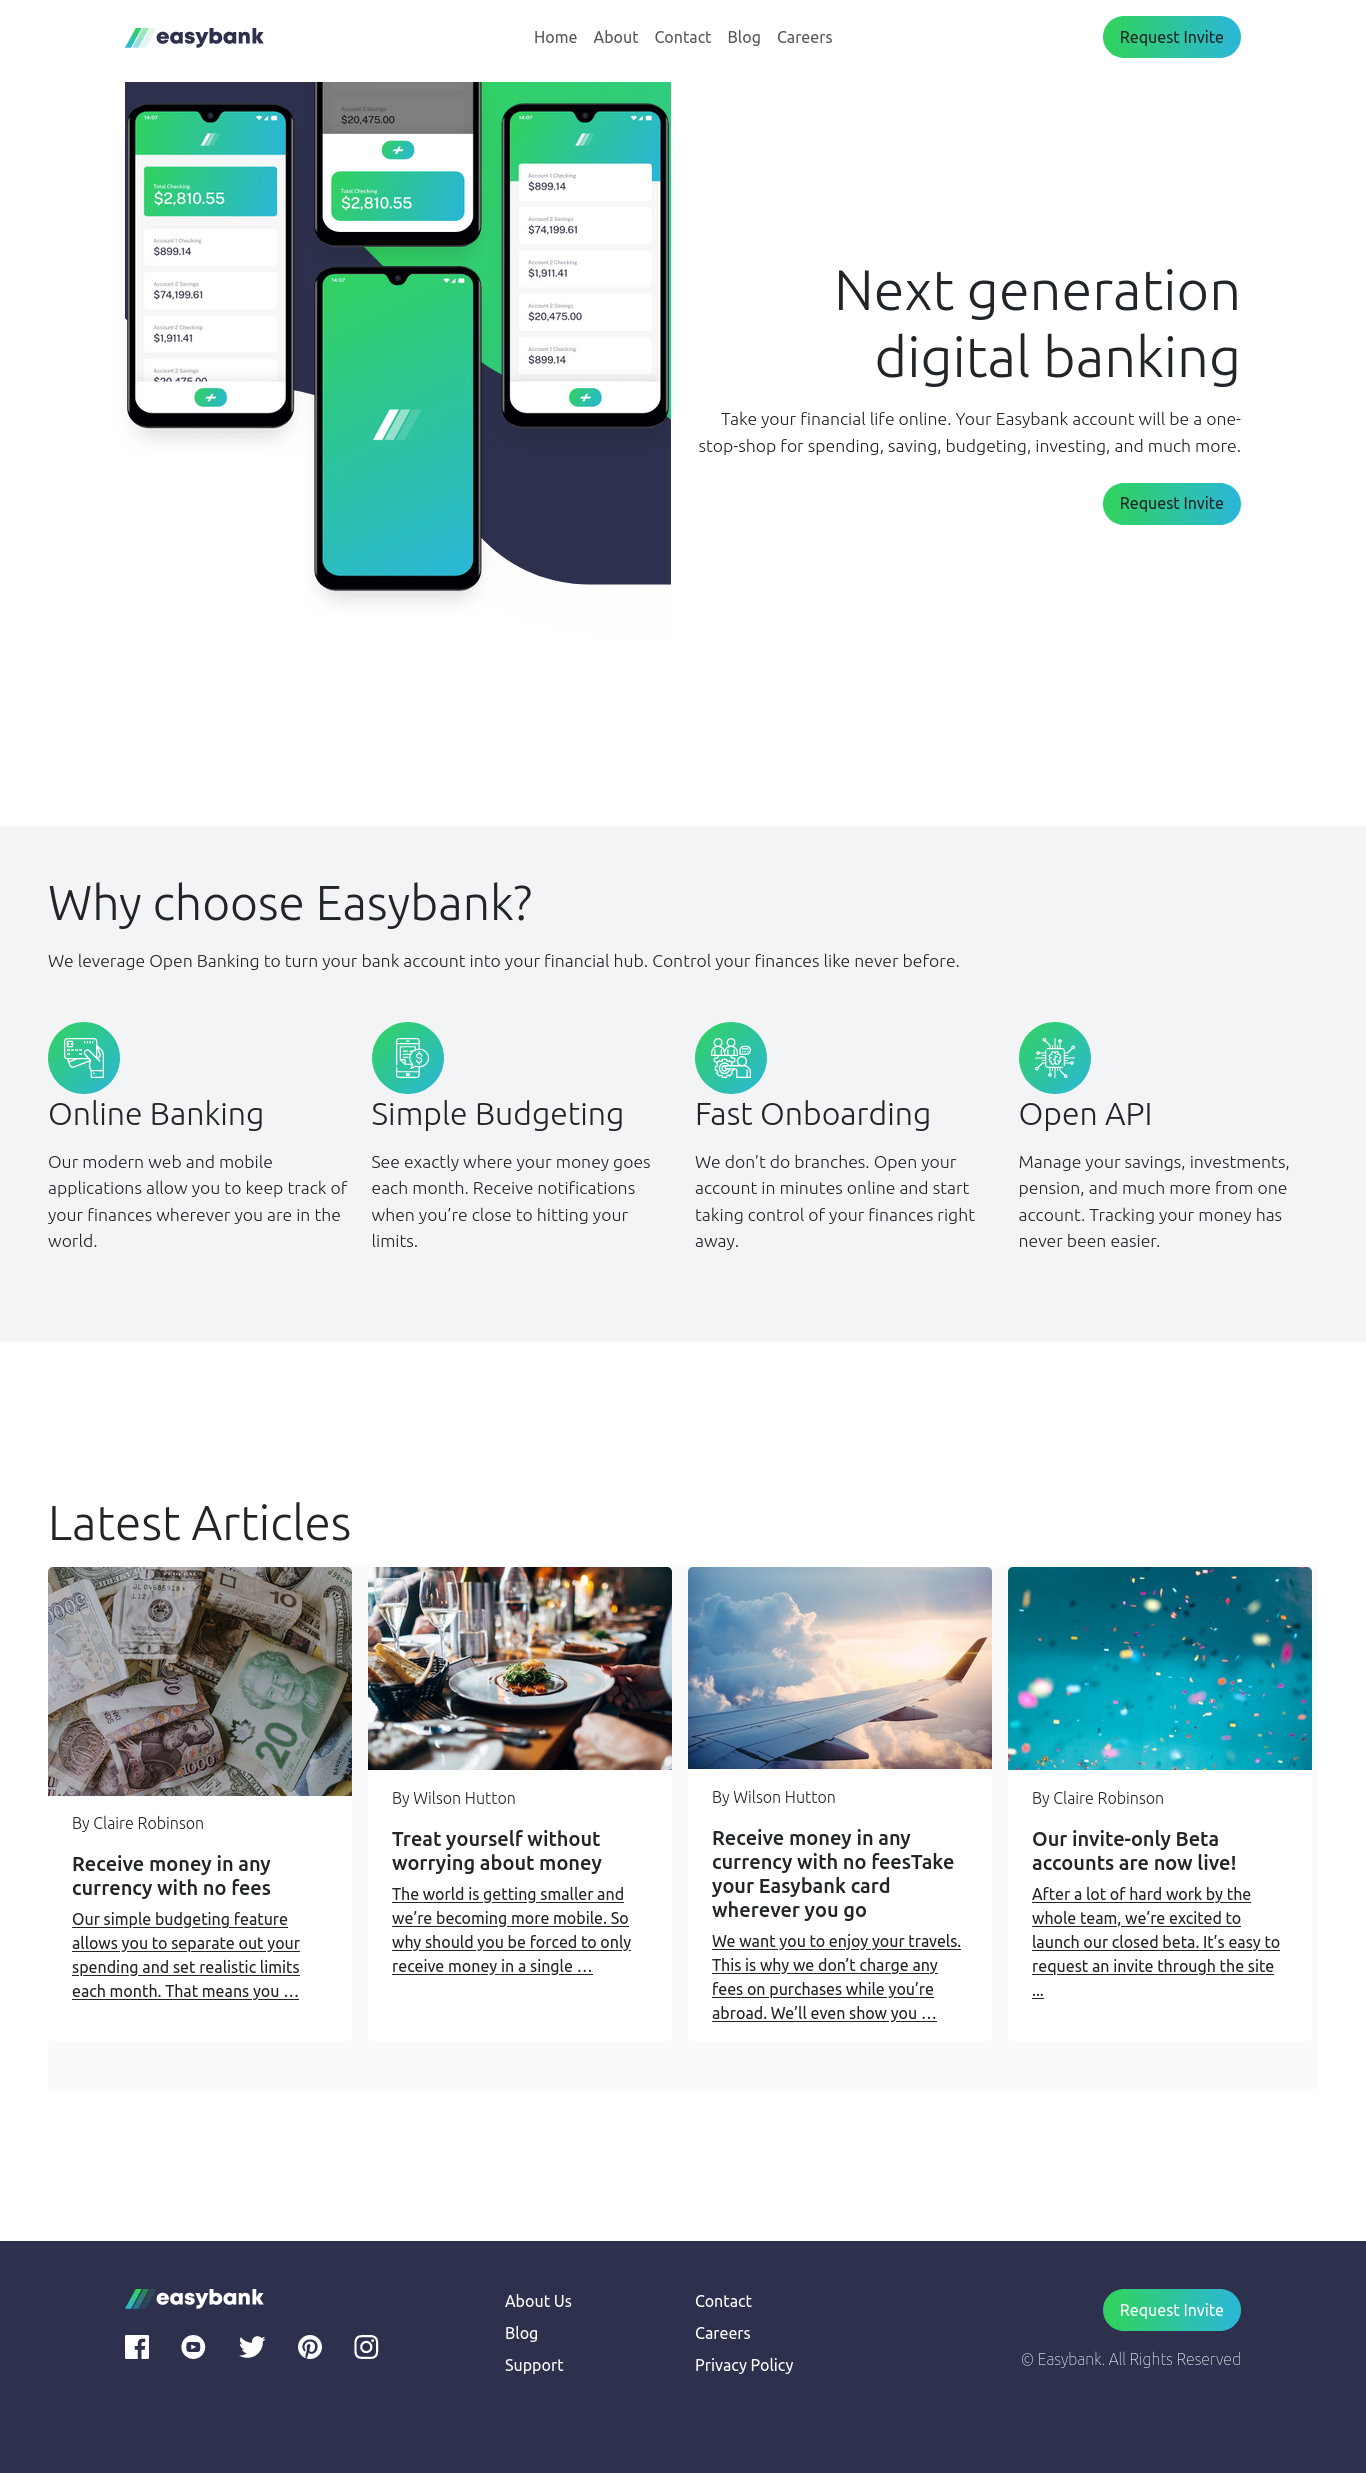 easybank
Home About Contact Blog Careers
Request Invite
14:07
Total Checking
$2,810.55
Account 1 Checking
$899.14
Account 2 Savings
$74,199.61
Account 2 Checking
$1,911.41
Account 2 Savings
$20,475.00
Account 2 Savings
$20,475.00
Total Checking
$2,810.55
14:07
14:07
Account 1 Checking
$899.14
Account 2 Savings
$74,199.61
Account 2 Checking
$1,911.41
Account 2 Savings
$20,475.00
Account 1 Checking
$899.14
Next generation
digital banking
Take your financial life online. Your Easybank account will be a one-
stop-shop for spending, saving, budgeting, investing, and much more.
Request Invite
Why choose Easybank?
We leverage Open Banking to turn your bank account into your financial hub. Control your finances like never before.
Online Banking
Our modern web and mobile
applications allow you to keep track of
your finances wherever you are in the
world.
Simple Budgeting
See exactly where your money goes
each month. Receive notifications
when you’re close to hitting your
limits.
Fast Onboarding
We don’t do branches. Open your
account in minutes online and start
taking control of your finances right
away.
Open API
Manage your savings, investments,
pension, and much more from one
account. Tracking your money has
never been easier.
Latest Articles
By Claire Robinson
Receive money in any
currency with no fees
Our simple budgeting feature
allows you to separate out your
spending and set realistic limits
each month. That means you …
By Wilson Hutton
Treat yourself without
worrying about money
The world is getting smaller and
we’re becoming more mobile. So
why should you be forced to only
receive money in a single …
By Wilson Hutton
Receive money in any
currency with no feesTake
your Easybank card
wherever you go
We want you to enjoy your travels.
This is why we don’t charge any
fees on purchases while you’re
abroad. We’ll even show you …
By Claire Robinson
Our invite-only Beta
accounts are now live!
After a lot of hard work by the
whole team, we’re excited to
launch our closed beta. It’s easy to
request an invite through the site
...
easybank
About Us
Blog
Support
Contact
Careers
Privacy Policy
Request Invite
© Easybank. All Rights Reserved